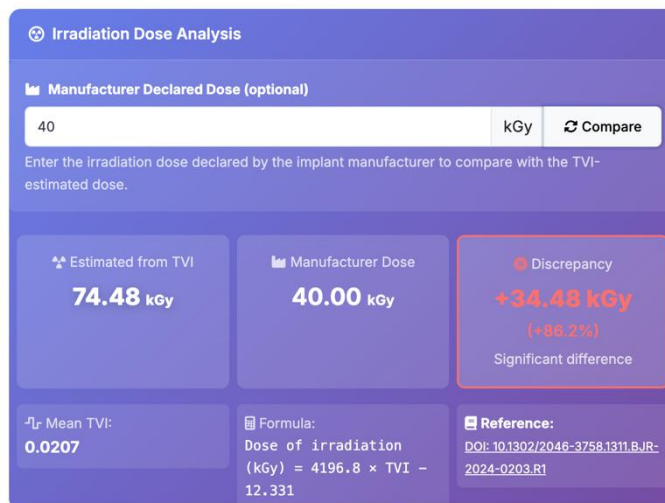 Irradiation Dose Analysis
Manufacturer Declared Dose (optional)
40
kGy
Compare
Enter the irradiation dose declared by the implant manufacturer to compare with the TVI-
estimated dose.
Estimated from TVI
74.48 kGy
Manufacturer Dose
40.00 kGy
Discrepancy
+34.48 kGy
(+86.2%)
Significant difference
Mean TVI:
0.0207
Formula:
Dose of irradiation
(kGy) = 4196.8 × TVI −
12.331
Reference:
DOI: 10.1302/2046-3758.1311.BJR-
2024-0203.R1